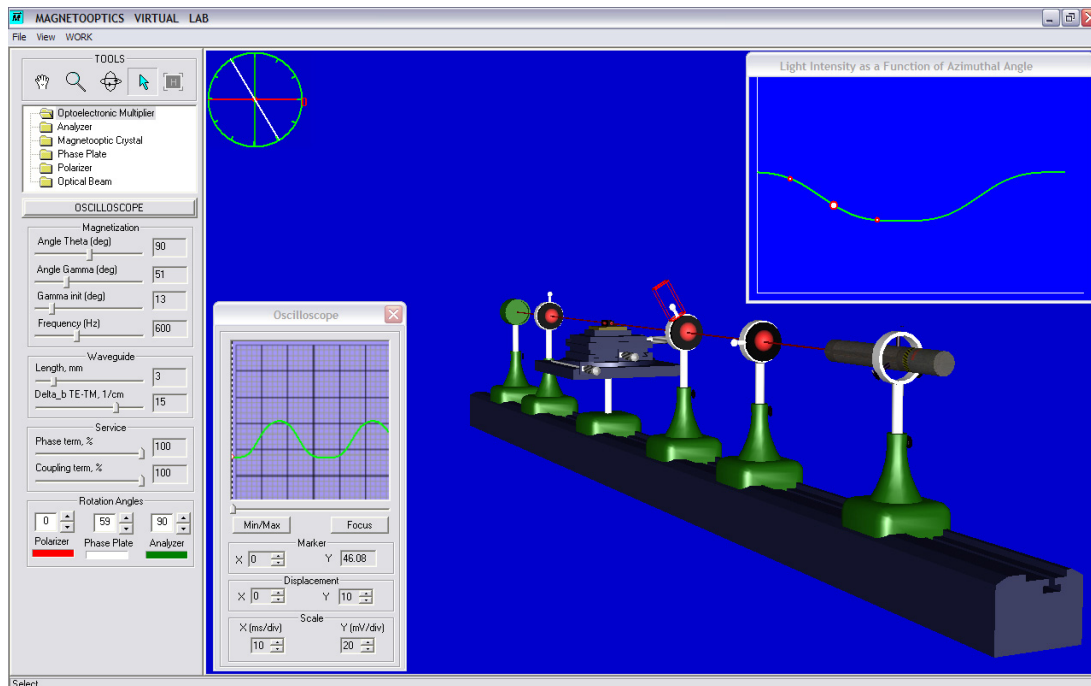 MAGNETOOPTICS VIRTUAL LAB
File View WORK
TOOLS
H
Optoelectronic Multiplier
Analyzer
Magnetooptic Crystal
Phase Plate
Polarizer
Optical Beam
OSCILLOSCOPE
Magnetization
Angle Theta (deg) 90
Angle Gamma (deg) 51
Gamma init (deg) 13
Frequency (Hz) 600
Waveguide
Length, mm 3
Delta_b TE-TM, 1/cm 15
Service
Phase term, % 100
Coupling term, % 100
Rotation Angles
0 59 90
Polarizer Phase Plate Analyzer
Light Intensity as a Function of Azimuthal Angle
Oscilloscope
Min/Max Focus
Marker
X 0 Y 46.08
Displacement
X 0 Y 10
Scale
X (ms/div) Y (mV/div)
10 20
Select